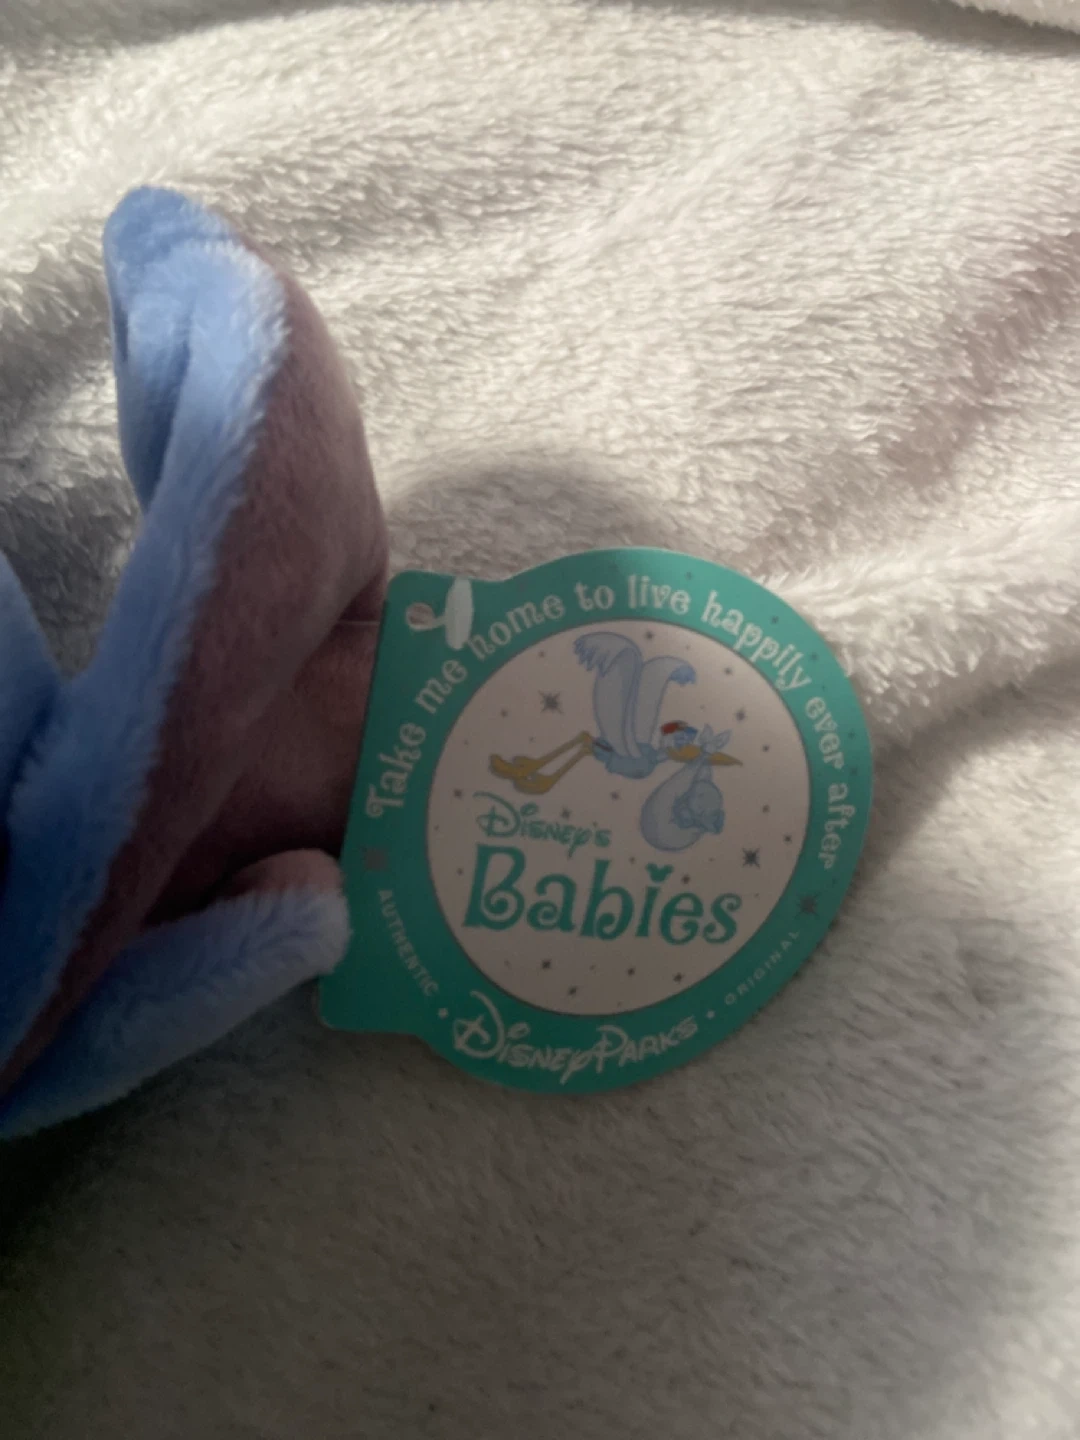 Take me home to live happily ever after
Disney's
Babies
AUTHENTIC • Disney Parks • ORIGINAL